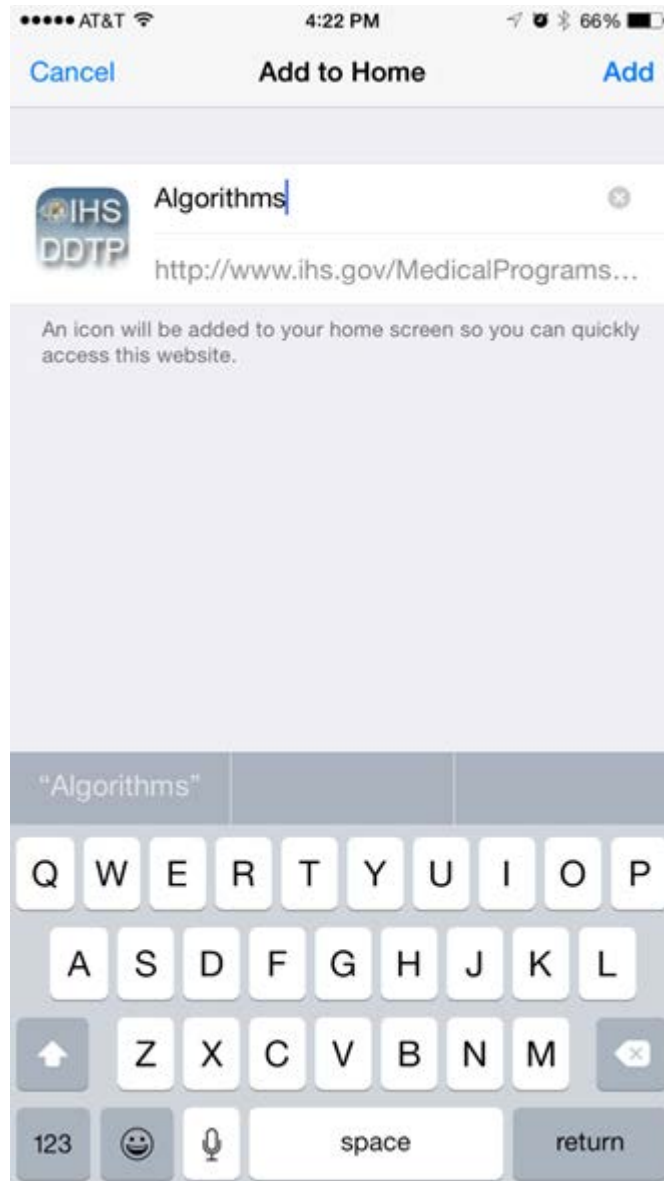 AT&T 4:22 PM 66%
Cancel Add to Home Add
IHS
DDTP
Algorithms
http://www.ihs.gov/MedicalPrograms...
An icon will be added to your home screen so you can quickly
access this website.
“Algorithms”
Q W E R T Y U I O P
A S D F G H J K L
Z X C V B N M
123 space return